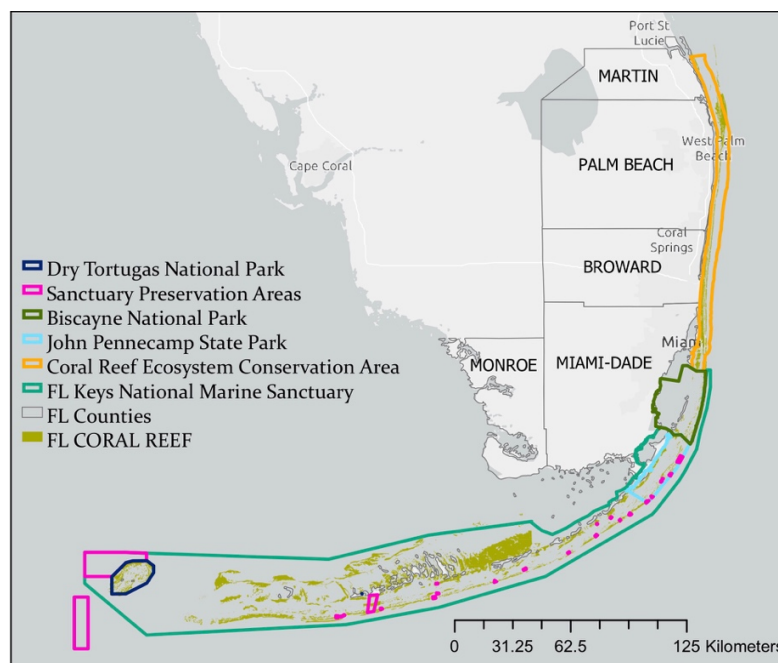 Port St
Lucie
MARTIN
West Palm
Beach
Cape Coral
PALM BEACH
Coral
Springs
BROWARD
Dry Tortugas National Park
Sanctuary Preservation Areas
Biscayne National Park
John Pennecamp State Park
Coral Reef Ecosystem Conservation Area
FL Keys National Marine Sanctuary
FL Counties
FL CORAL REEF
Miami
MONROE
MIAMI-DADE
0 31.25 62.5 125 Kilometers